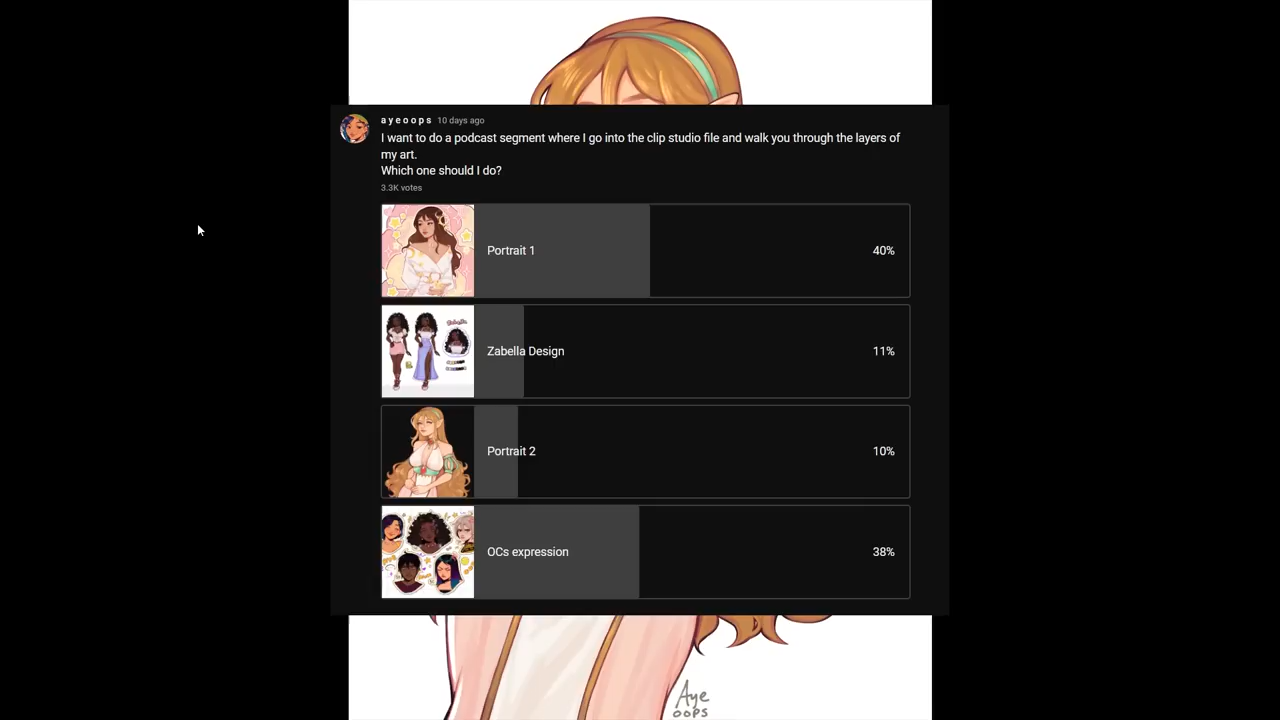 ayeoops 10 days ago
I want to do a podcast segment where I go into the clip studio file and walk you through the layers of
my art.
Which one should I do?
3.3K votes
Portrait 1 40%
Zabella Design 11%
Portrait 2 10%
OCs expression 38%
Aye
OOPS